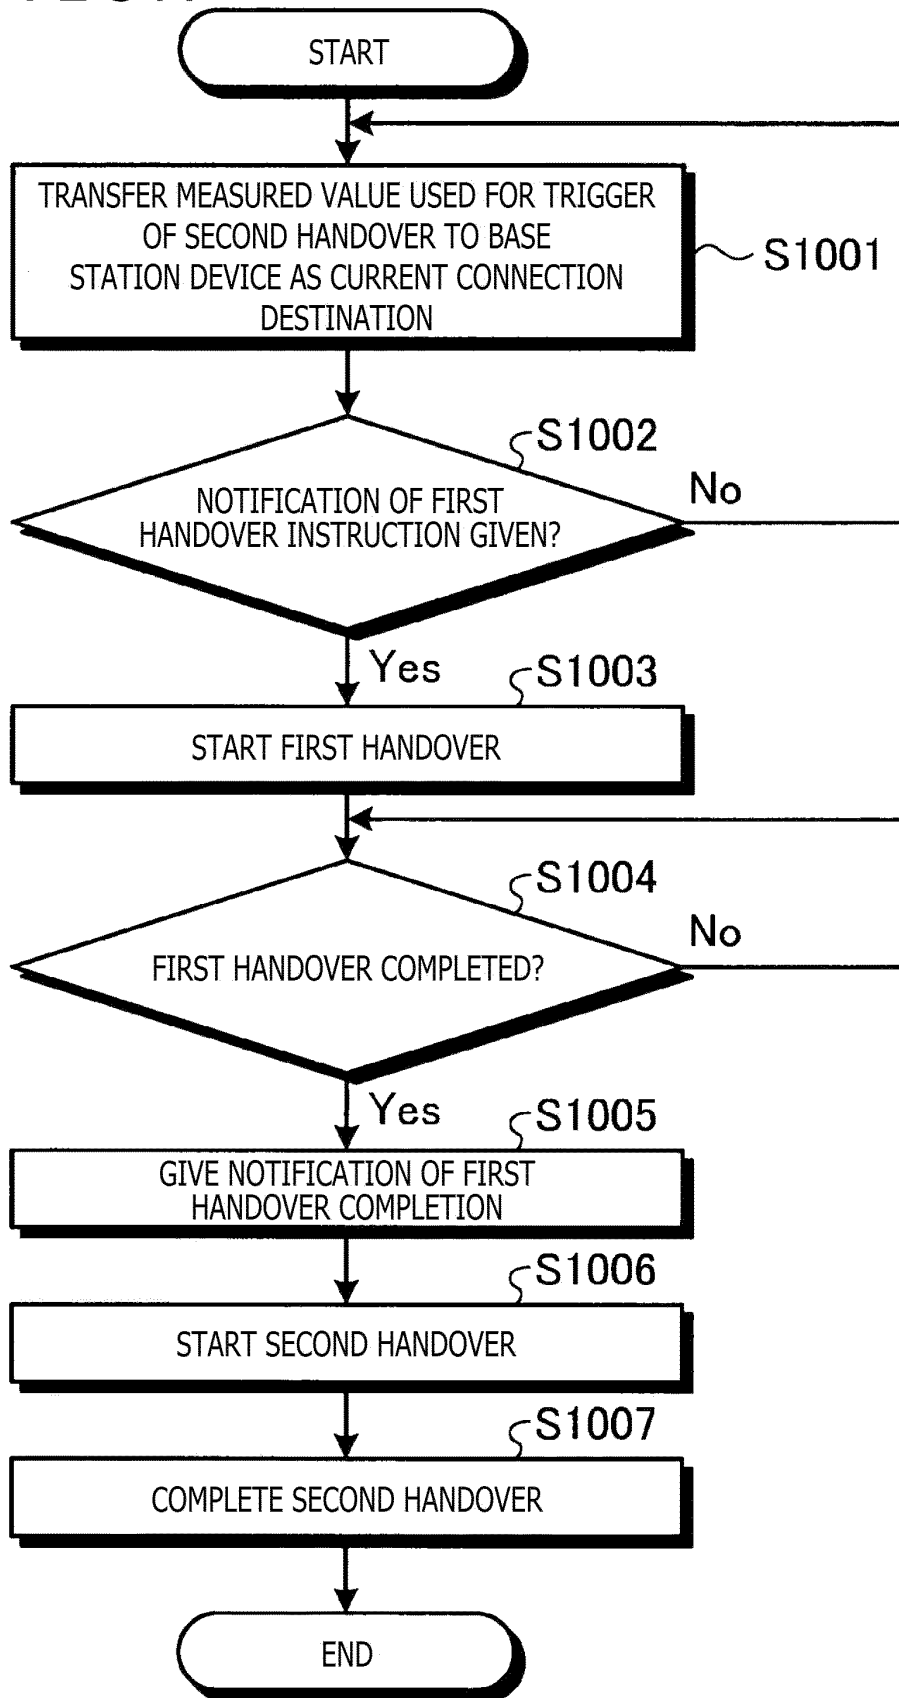 START
TRANSFER MEASURED VALUE USED FOR TRIGGER
OF SECOND HANDOVER TO BASE
STATION DEVICE AS CURRENT CONNECTION
DESTINATION
S1001
S1002
NOTIFICATION OF FIRST
HANDOVER INSTRUCTION GIVEN?
No
Yes
S1003
START FIRST HANDOVER
S1004
FIRST HANDOVER COMPLETED?
No
Yes
S1005
GIVE NOTIFICATION OF FIRST
HANDOVER COMPLETION
S1006
START SECOND HANDOVER
S1007
COMPLETE SECOND HANDOVER
END